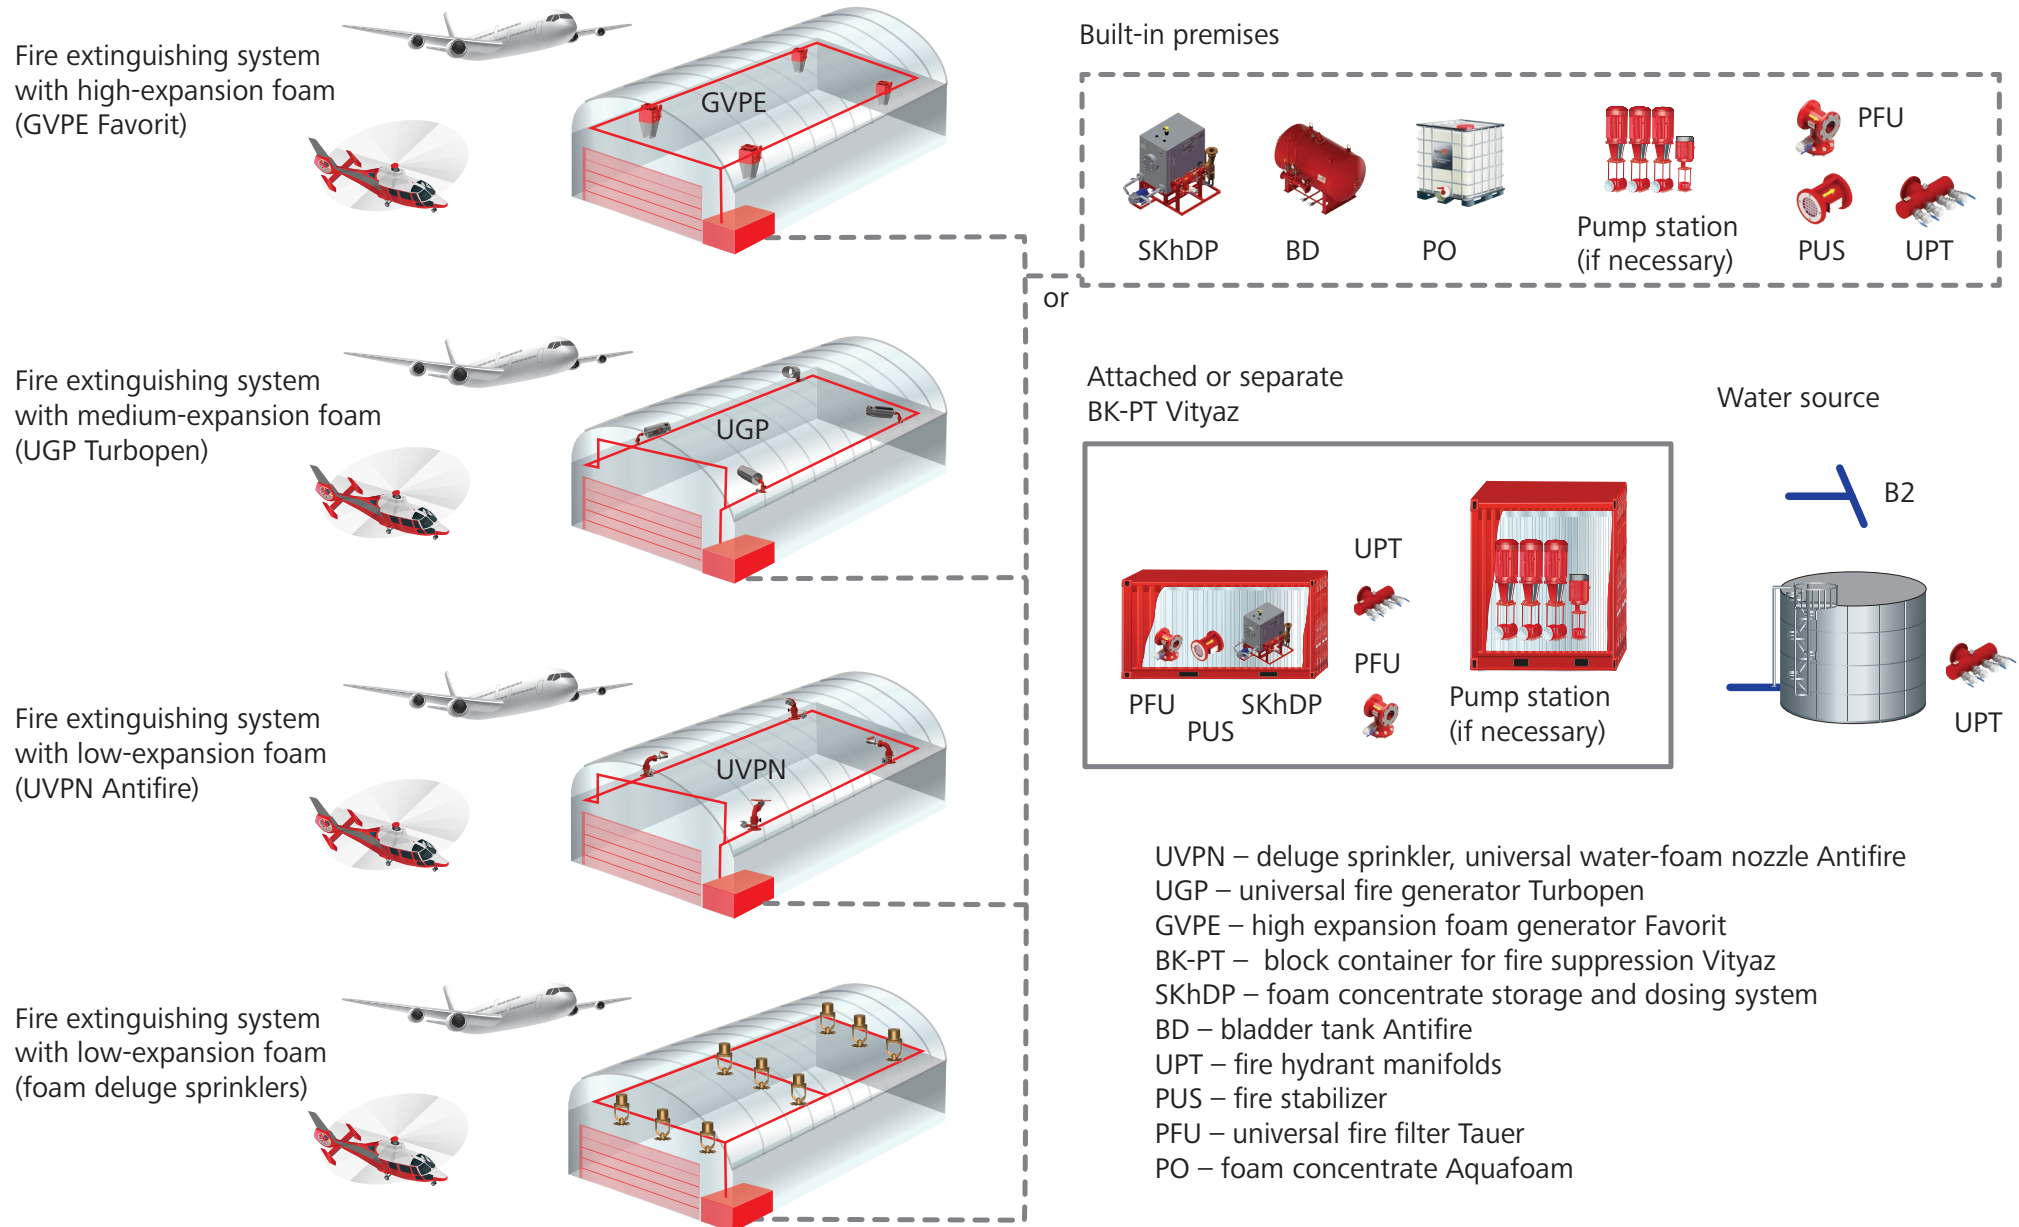 Fire extinguishing system
with high-expansion foam
(GVPE Favorit)
GVPE
Fire extinguishing system
with medium-expansion foam
(UGP Turbopen)
UGP
Fire extinguishing system
with low-expansion foam
(UVPN Antifire)
UVPN
Fire extinguishing system
with low-expansion foam
(foam deluge sprinklers)
or
Built-in premises
SKhDP
BD
PO
Pump station
(if necessary)
PFU
PUS
UPT
Attached or separate
BK-PT Vityaz
PFU
PUS
SKhDP
UPT
PFU
Pump station
(if necessary)
Water source
B2
UPT
UVPN – deluge sprinkler, universal water-foam nozzle Antifire
UGP – universal fire generator Turbopen
GVPE – high expansion foam generator Favorit
BK-PT – block container for fire suppression Vityaz
SKhDP – foam concentrate storage and dosing system
BD – bladder tank Antifire
UPT – fire hydrant manifolds
PUS – fire stabilizer
PFU – universal fire filter Tauer
PO – foam concentrate Aquafoam